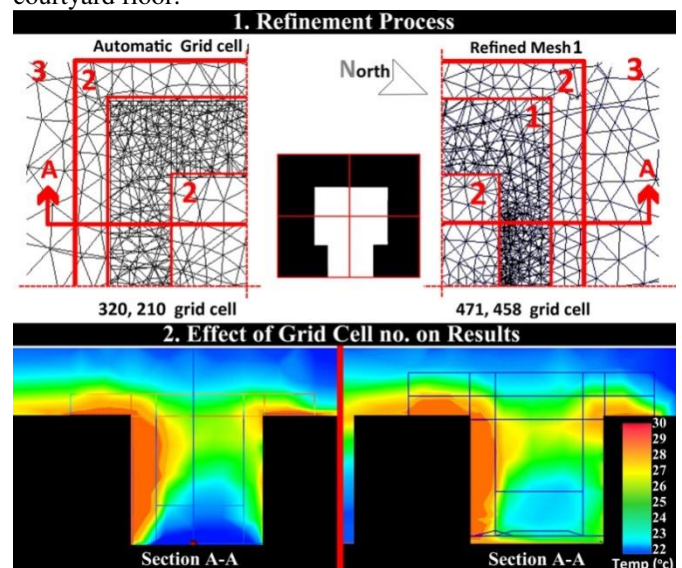 courtyard floor.
1. Refinement Process
Automatic Grid cell
Refined Mesh 1
North
3
2
2
A
3
2
1
2
A
320, 210 grid cell
471, 458 grid cell
2. Effect of Grid Cell no. on Results
30
29
28
27
26
25
24
23
22
Section A-A
Section A-A
Temp (°c)